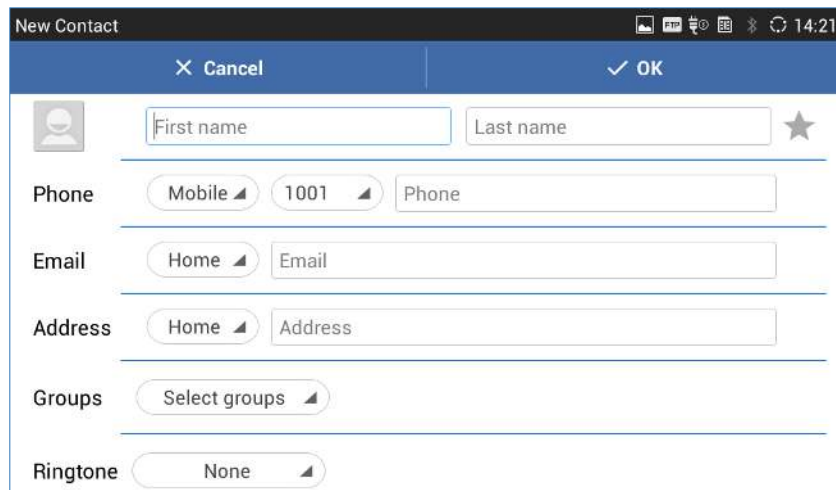 New Contact FTP 14:21
Cancel OK
First name Last name
Phone Mobile 1001 Phone
Email Home Email
Address Home Address
Groups Select groups
Ringtone None